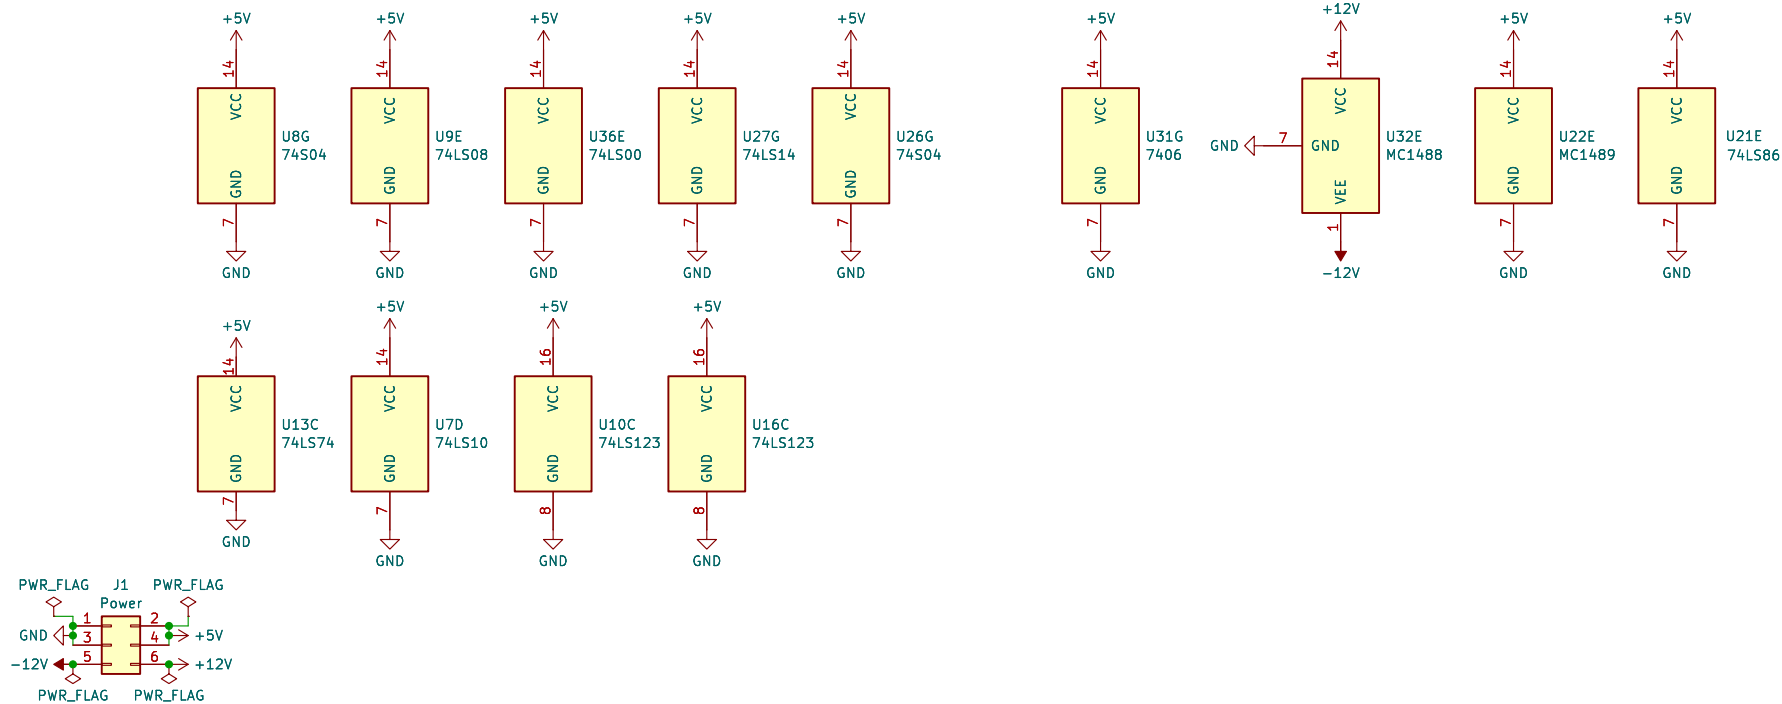 +5V +5V +5V +5V +5V +5V +12V +5V +5V
14 14 14 14 14 14 14 14 14
VCC VCC VCC VCC VCC VCC VCC VCC VCC
U8G U9E U36E U27G U26G U31G GND 7 GND U32E U22E U21E
74S04 74LS08 74LS00 74LS14 74S04 7406 MC1488 MC1489 74LS86
GND GND GND GND GND GND VEE GND GND
7 7 7 7 7 7 1 7 7
GND GND GND GND GND GND -12V GND GND
+5V +5V +5V +5V
14 14 16 16
VCC VCC VCC VCC
U13C U7D U10C U16C
74LS74 74LS10 74LS123 74LS123
GND GND GND GND
7 7 8 8
GND GND GND GND
PWR_FLAG J1 PWR_FLAG
Power
1 2
GND 3 4 +5V
-12V 5 6 +12V
PWR_FLAG PWR_FLAG